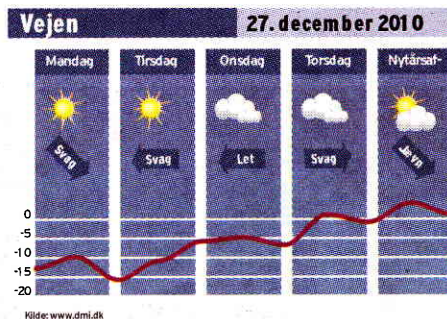 Vejen 27. december 2010
Mandag Tirsdag Onsdag Torsdag Nytårsaf-
Svag Svag Let Svag Jævn
0
-5
-10
-15
-20
Kilde: www.dmi.dk